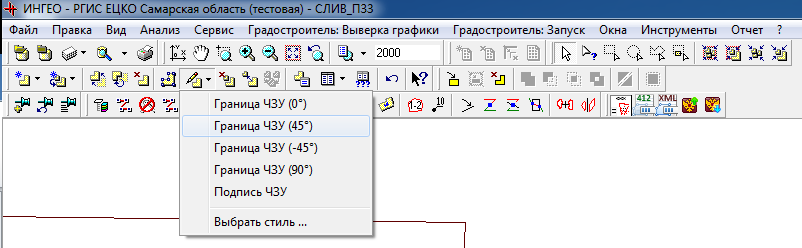 ИНГЕО - РГИС ЕЦКО Самарская область (тестовая) - СЛИВ_ПЗЗ
Файл Правка Вид Анализ Сервис Градостроитель: Выверка графики Градостроитель: Запуск Окна Инструменты Отчет ?
2000
412 XML
Граница ЧЗУ (0°)
Граница ЧЗУ (45°)
Граница ЧЗУ (-45°)
Граница ЧЗУ (90°)
Подпись ЧЗУ
Выбрать стиль ...